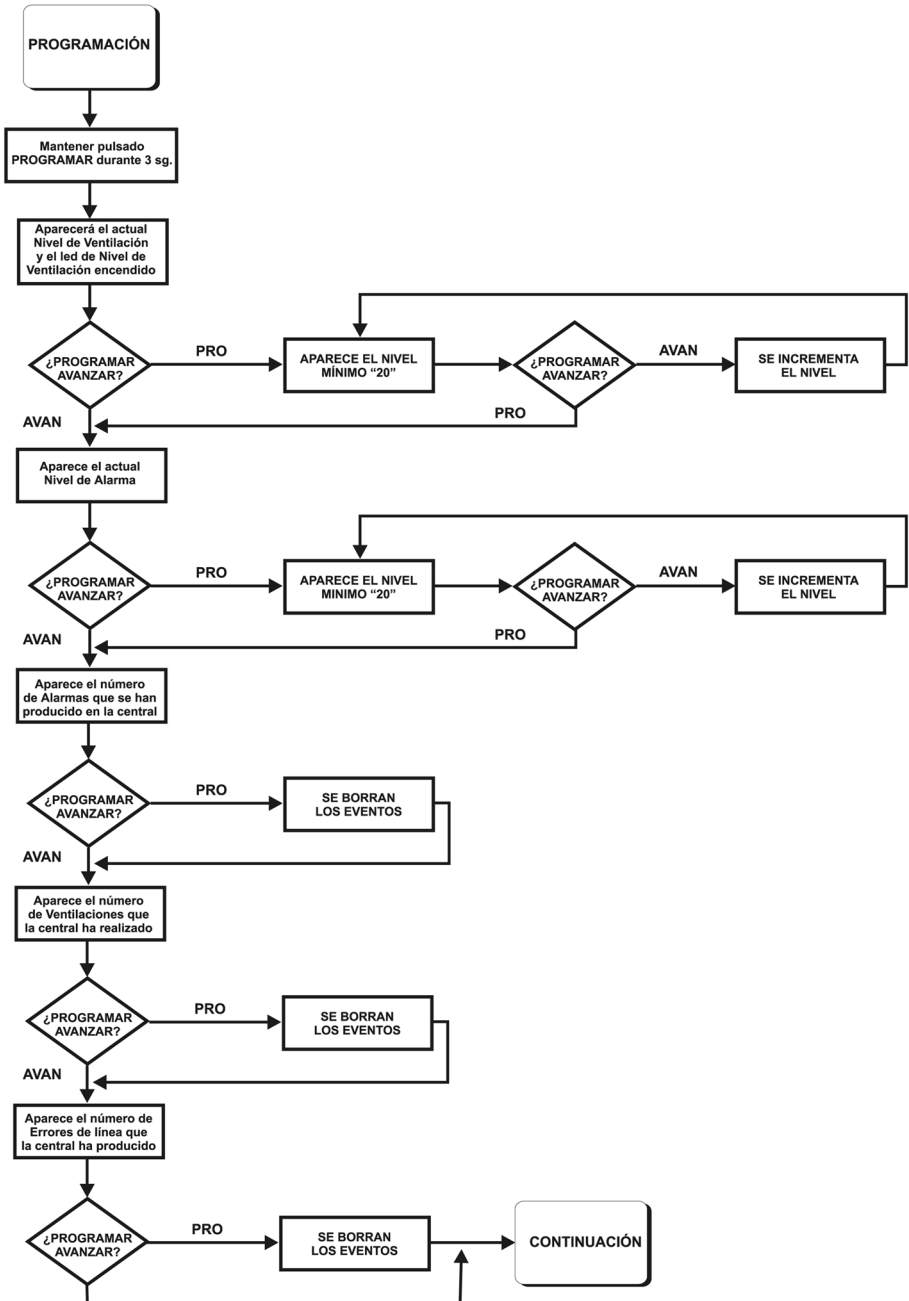 PROGRAMACIÓN
Mantener pulsado
PROGRAMAR durante 3 sg.
Aparecerá el actual
Nivel de Ventilación
y el led de Nivel de
Ventilación encendido
¿PROGRAMAR
AVANZAR?
PRO
APARECE EL NIVEL
MÍNIMO “20”
¿PROGRAMAR
AVANZAR?
AVAN
SE INCREMENTA
EL NIVEL
PRO
AVAN
Aparece el actual
Nivel de Alarma
¿PROGRAMAR
AVANZAR?
PRO
APARECE EL NIVEL
MINIMO “20”
¿PROGRAMAR
AVANZAR?
AVAN
SE INCREMENTA
EL NIVEL
PRO
AVAN
Aparece el número
de Alarmas que se han
producido en la central
¿PROGRAMAR
AVANZAR?
PRO
SE BORRAN
LOS EVENTOS
AVAN
Aparece el número
de Ventilaciones que
la central ha realizado
¿PROGRAMAR
AVANZAR?
PRO
SE BORRAN
LOS EVENTOS
AVAN
Aparece el número de
Errores de línea que
la central ha producido
¿PROGRAMAR
AVANZAR?
PRO
SE BORRAN
LOS EVENTOS
CONTINUACIÓN